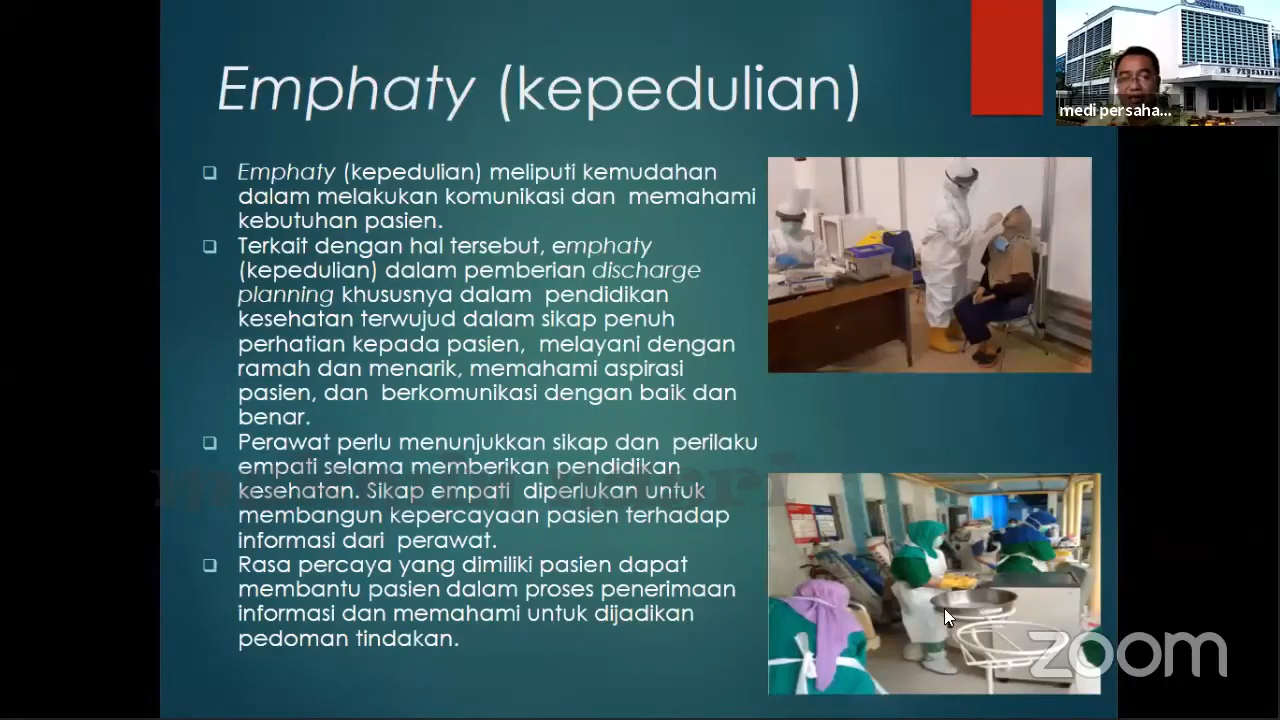 Emphaty (kepedulian)
❑ Emphaty (kepedulian) meliputi kemudahan
dalam melakukan komunikasi dan memahami
kebutuhan pasien.
❑ Terkait dengan hal tersebut, emphaty
(kepedulian) dalam pemberian discharge
planning khususnya dalam pendidikan
kesehatan terwujud dalam sikap penuh
perhatian kepada pasien, melayani dengan
ramah dan menarik, memahami aspirasi
pasien, dan berkomunikasi dengan baik dan
benar.
❑ Perawat perlu menunjukkan sikap dan perilaku
empati selama memberikan pendidikan
kesehatan. Sikap empati diperlukan untuk
membangun kepercayaan pasien terhadap
informasi dari perawat.
❑ Rasa percaya yang dimiliki pasien dapat
membantu pasien dalam proses penerimaan
informasi dan memahami untuk dijadikan
pedoman tindakan.
medi persaha...
zoom